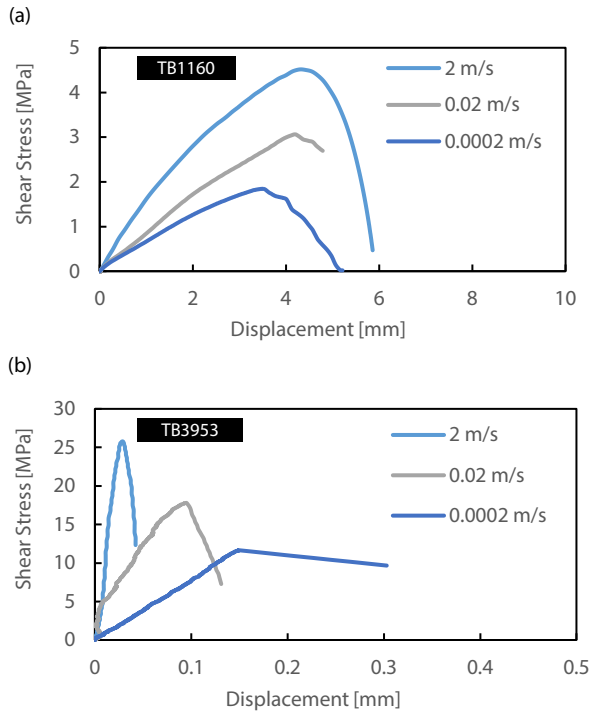 (a)
TB1160
2 m/s
0.02 m/s
0.0002 m/s
Shear Stress [MPa]
5
4
3
2
1
0
0 2 4 6 8 10
Displacement [mm]
(b)
TB3953
2 m/s
0.02 m/s
0.0002 m/s
Shear Stress [MPa]
30
25
20
15
10
5
0
0 0.1 0.2 0.3 0.4 0.5
Displacement [mm]